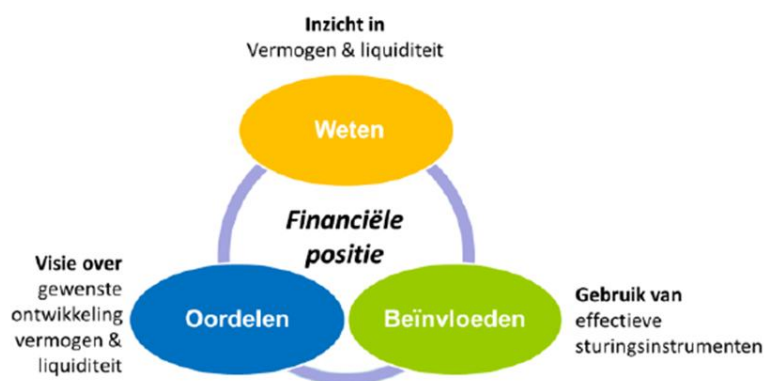 Inzicht in
Vermogen & liquiditeit
Weten
Financiële
positie
Visie over
gewenste
ontwikkeling
vermogen &
liquiditeit
Oordelen
Beïnvloeden
Gebruik van
effectieve
sturingsinstrumenten